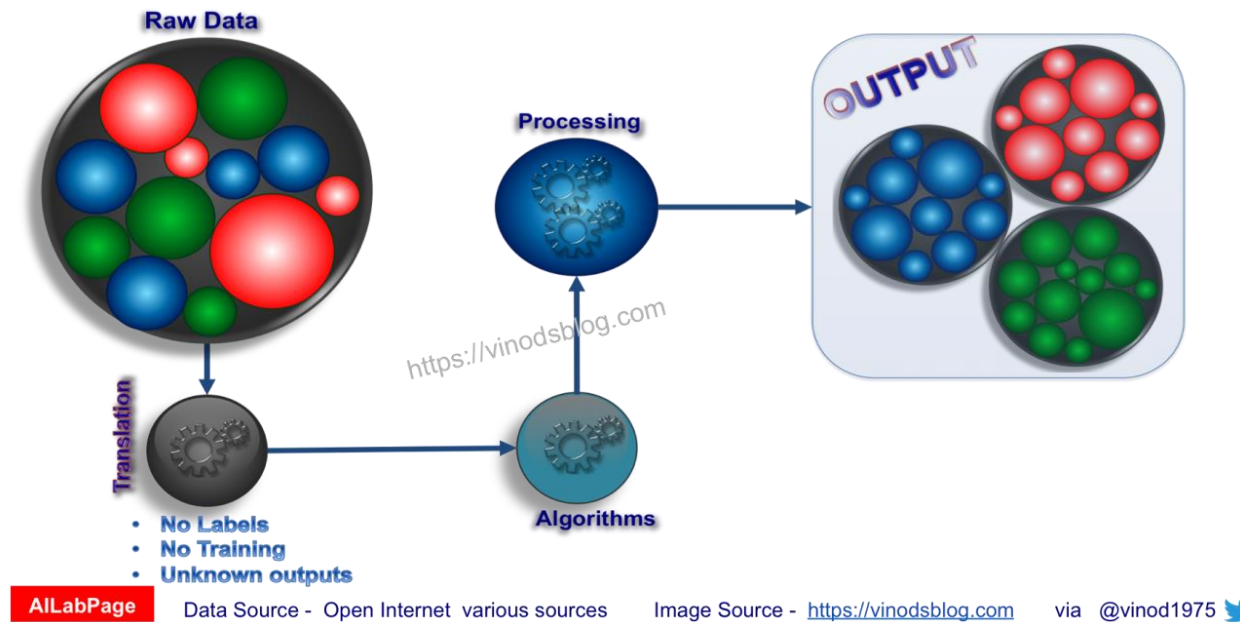 Raw Data
OUTPUT
Processing
https://vinodsblog.com
Translation
Algorithms
• No Labels
• No Training
• Unknown outputs
AILabPage
Data Source - Open Internet various sources
Image Source - https://vinodsblog.com
via @vinod1975